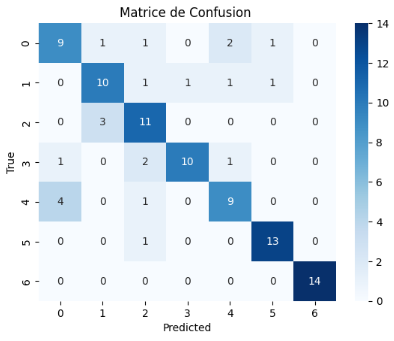 Matrice de Confusion
0 9 1 1 0 2 1 0
1 0 10 1 1 1 1 0
2 0 3 11 0 0 0 0
3 1 0 2 10 1 0 0
4 4 0 1 0 9 0 0
5 0 0 1 0 0 13 0
6 0 0 0 0 0 0 14
0 1 2 3 4 5 6
True
Predicted
14
12
10
8
6
4
2
0